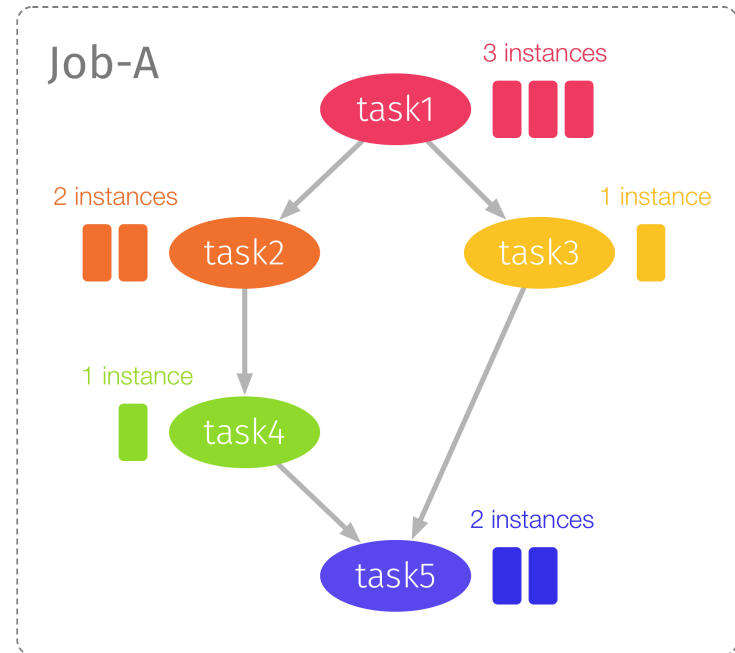 Job-A
3 instances
task1
2 instances
1 instance
task2
task3
1 instance
task4
2 instances
task5